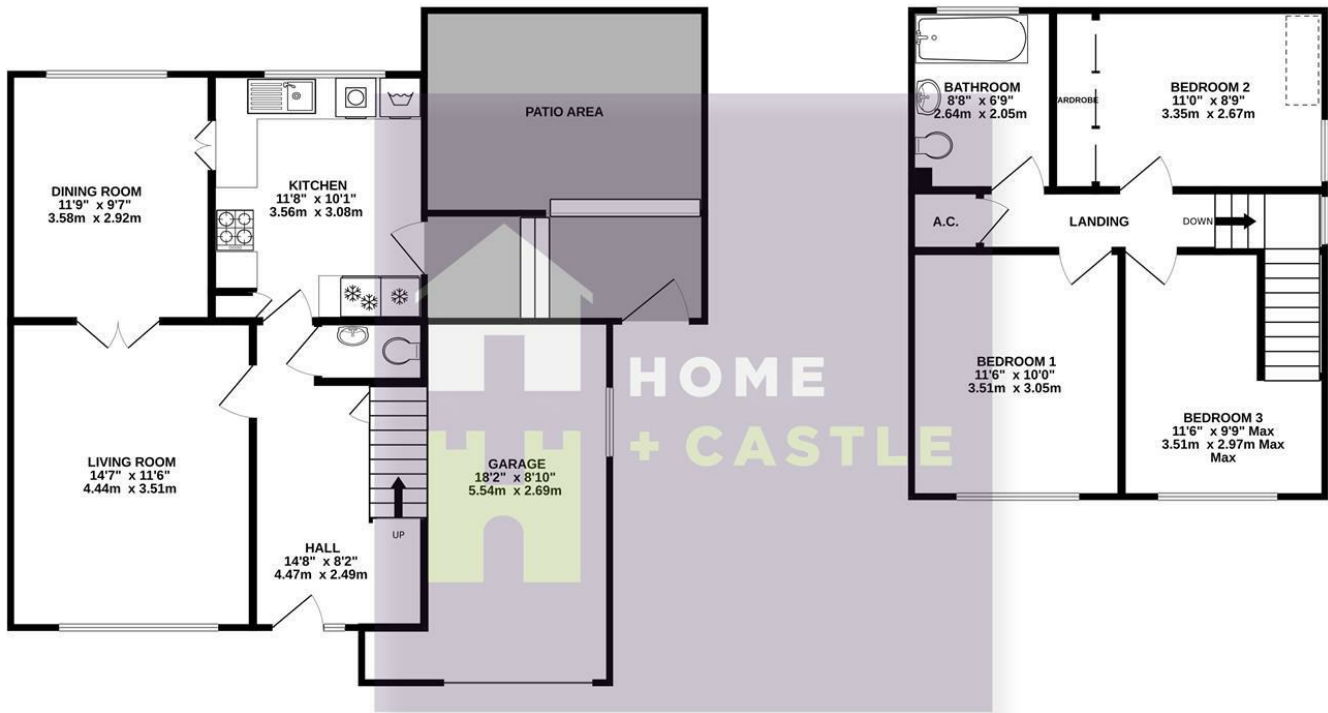 PATIO AREA
DINING ROOM
11'9" x 9'7"
3.58m x 2.92m
KITCHEN
11'8" x 10'1"
3.56m x 3.08m
LIVING ROOM
14'7" x 11'6"
4.44m x 3.51m
HALL
14'8" x 8'2"
4.47m x 2.49m
UP
GARAGE
18'2" x 8'10"
5.54m x 2.69m
HOME
+ CASTLE
BATHROOM
8'8" x 6'9"
2.64m x 2.05m
ARDROBE
BEDROOM 2
11'0" x 8'9"
3.35m x 2.67m
A.C.
LANDING
DOWN
BEDROOM 1
11'6" x 10'0"
3.51m x 3.05m
BEDROOM 3
11'6" x 9'9" Max
3.51m x 2.97m Max
Max